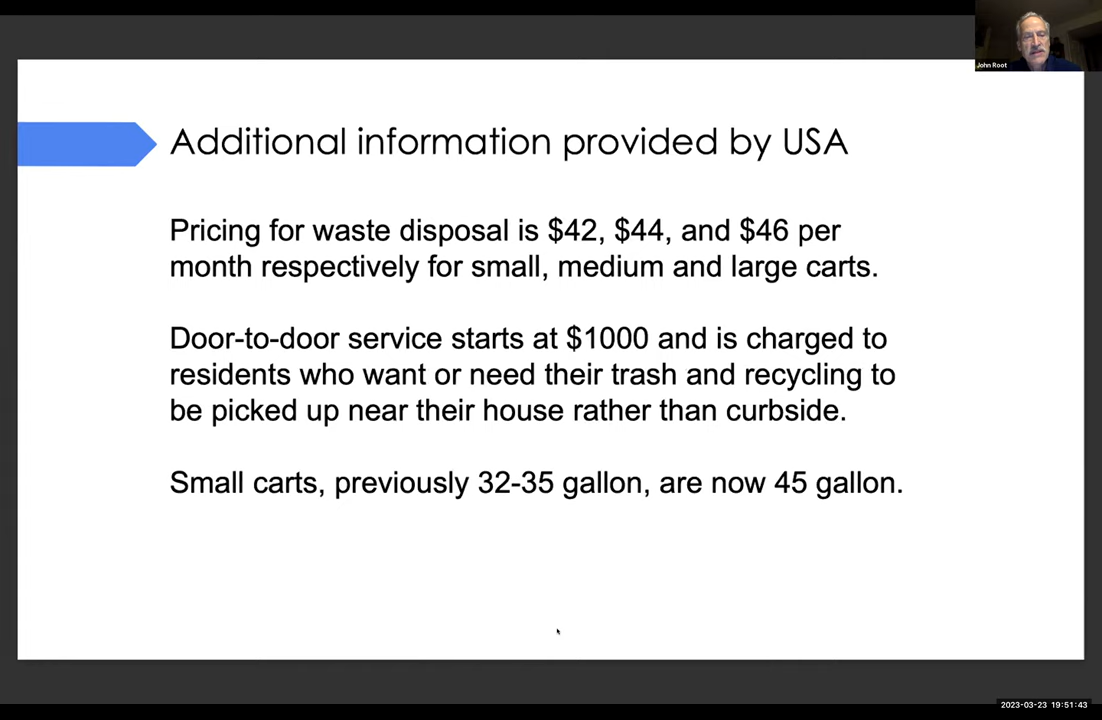 John Root
Additional information provided by USA
Pricing for waste disposal is $42, $44, and $46 per
month respectively for small, medium and large carts.
Door-to-door service starts at $1000 and is charged to
residents who want or need their trash and recycling to
be picked up near their house rather than curbside.
Small carts, previously 32-35 gallon, are now 45 gallon.
2023-03-23 19:51:43